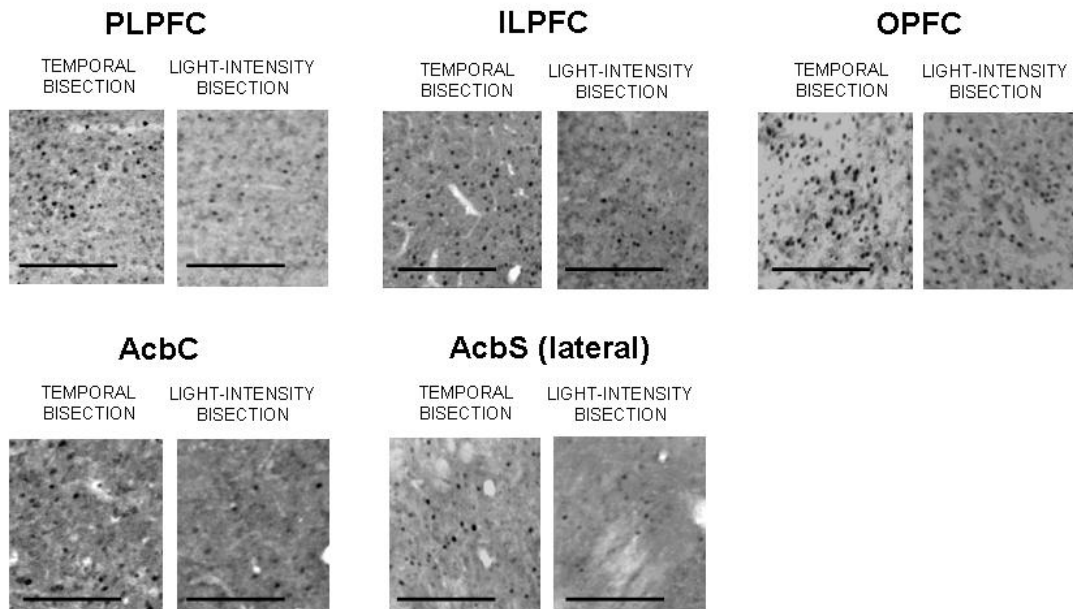 PLPFC
TEMPORAL
BISECTION
LIGHT-INTENSITY
BISECTION
ILPFC
TEMPORAL
BISECTION
LIGHT-INTENSITY
BISECTION
OPFC
TEMPORAL
BISECTION
LIGHT-INTENSITY
BISECTION
AcbC
TEMPORAL
BISECTION
LIGHT-INTENSITY
BISECTION
AcbS (lateral)
TEMPORAL
BISECTION
LIGHT-INTENSITY
BISECTION